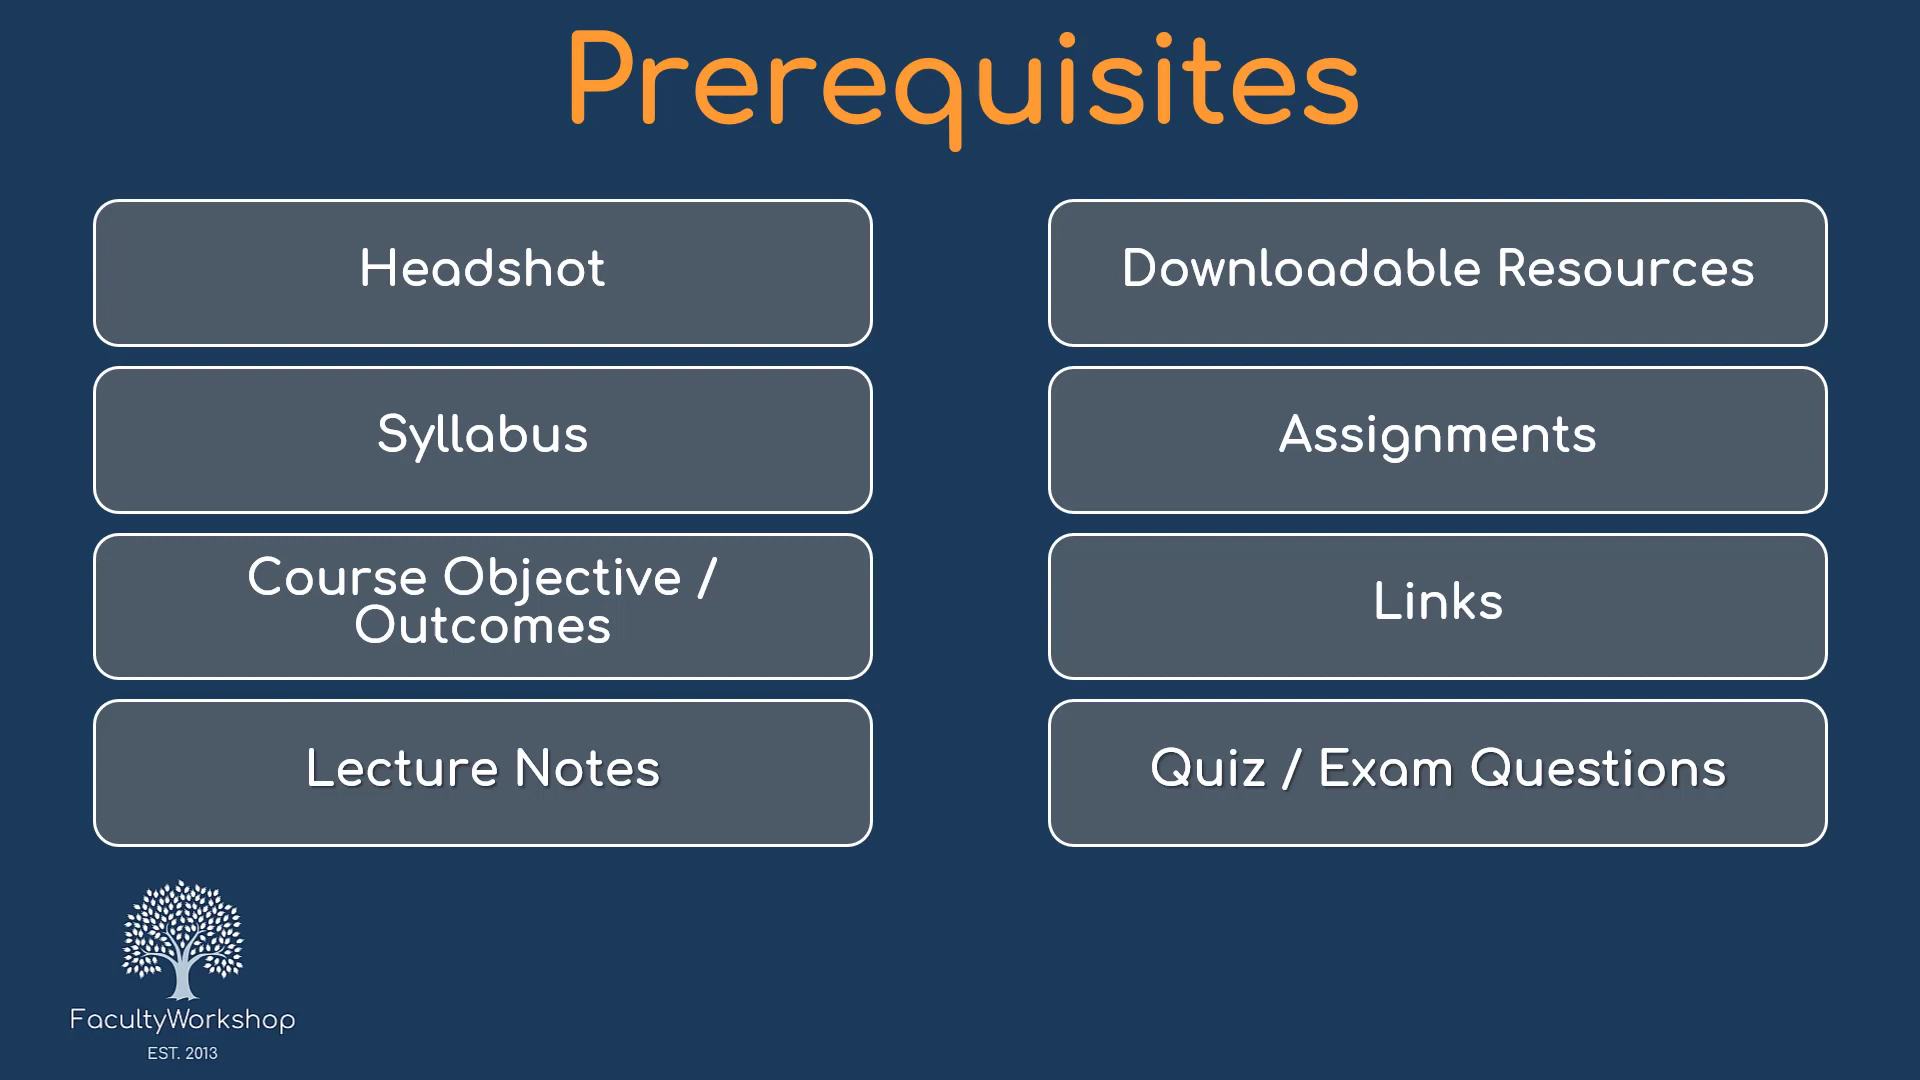 Prerequisites
Headshot
Syllabus
Course Objective /
Outcomes
Lecture Notes
Downloadable Resources
Assignments
Links
Quiz / Exam Questions
FacultyWorkshop
EST. 2013